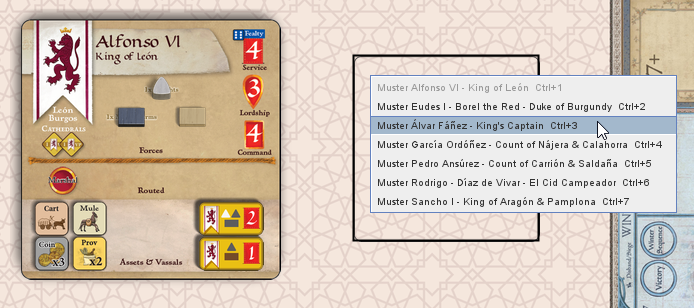 Alfonso VI
King of León
León
Burgos
Cathedrals
Fealty
4
Service
3
Lordship
4
Command
Forces
Routed
Cart
Mule
Coin
x3
Prov
x2
Assets & Vassals
2
1
Muster Alfonso VI - King of León Ctrl+1
Muster Eudes I - Borel the Red - Duke of Burgundy Ctrl+2
Muster Álvar Fáñez - King's Captain Ctrl+3
Muster García Ordóñez - Count of Nájera & Calahorra Ctrl+4
Muster Pedro Ansúrez - Count of Carrión & Saldaña Ctrl+5
Muster Rodrigo - Díaz de Vivar - El Cid Campeador Ctrl+6
Muster Sancho I - King of Aragón & Pamplona Ctrl+7
7+
WIN
Winter
Sequence
Victory